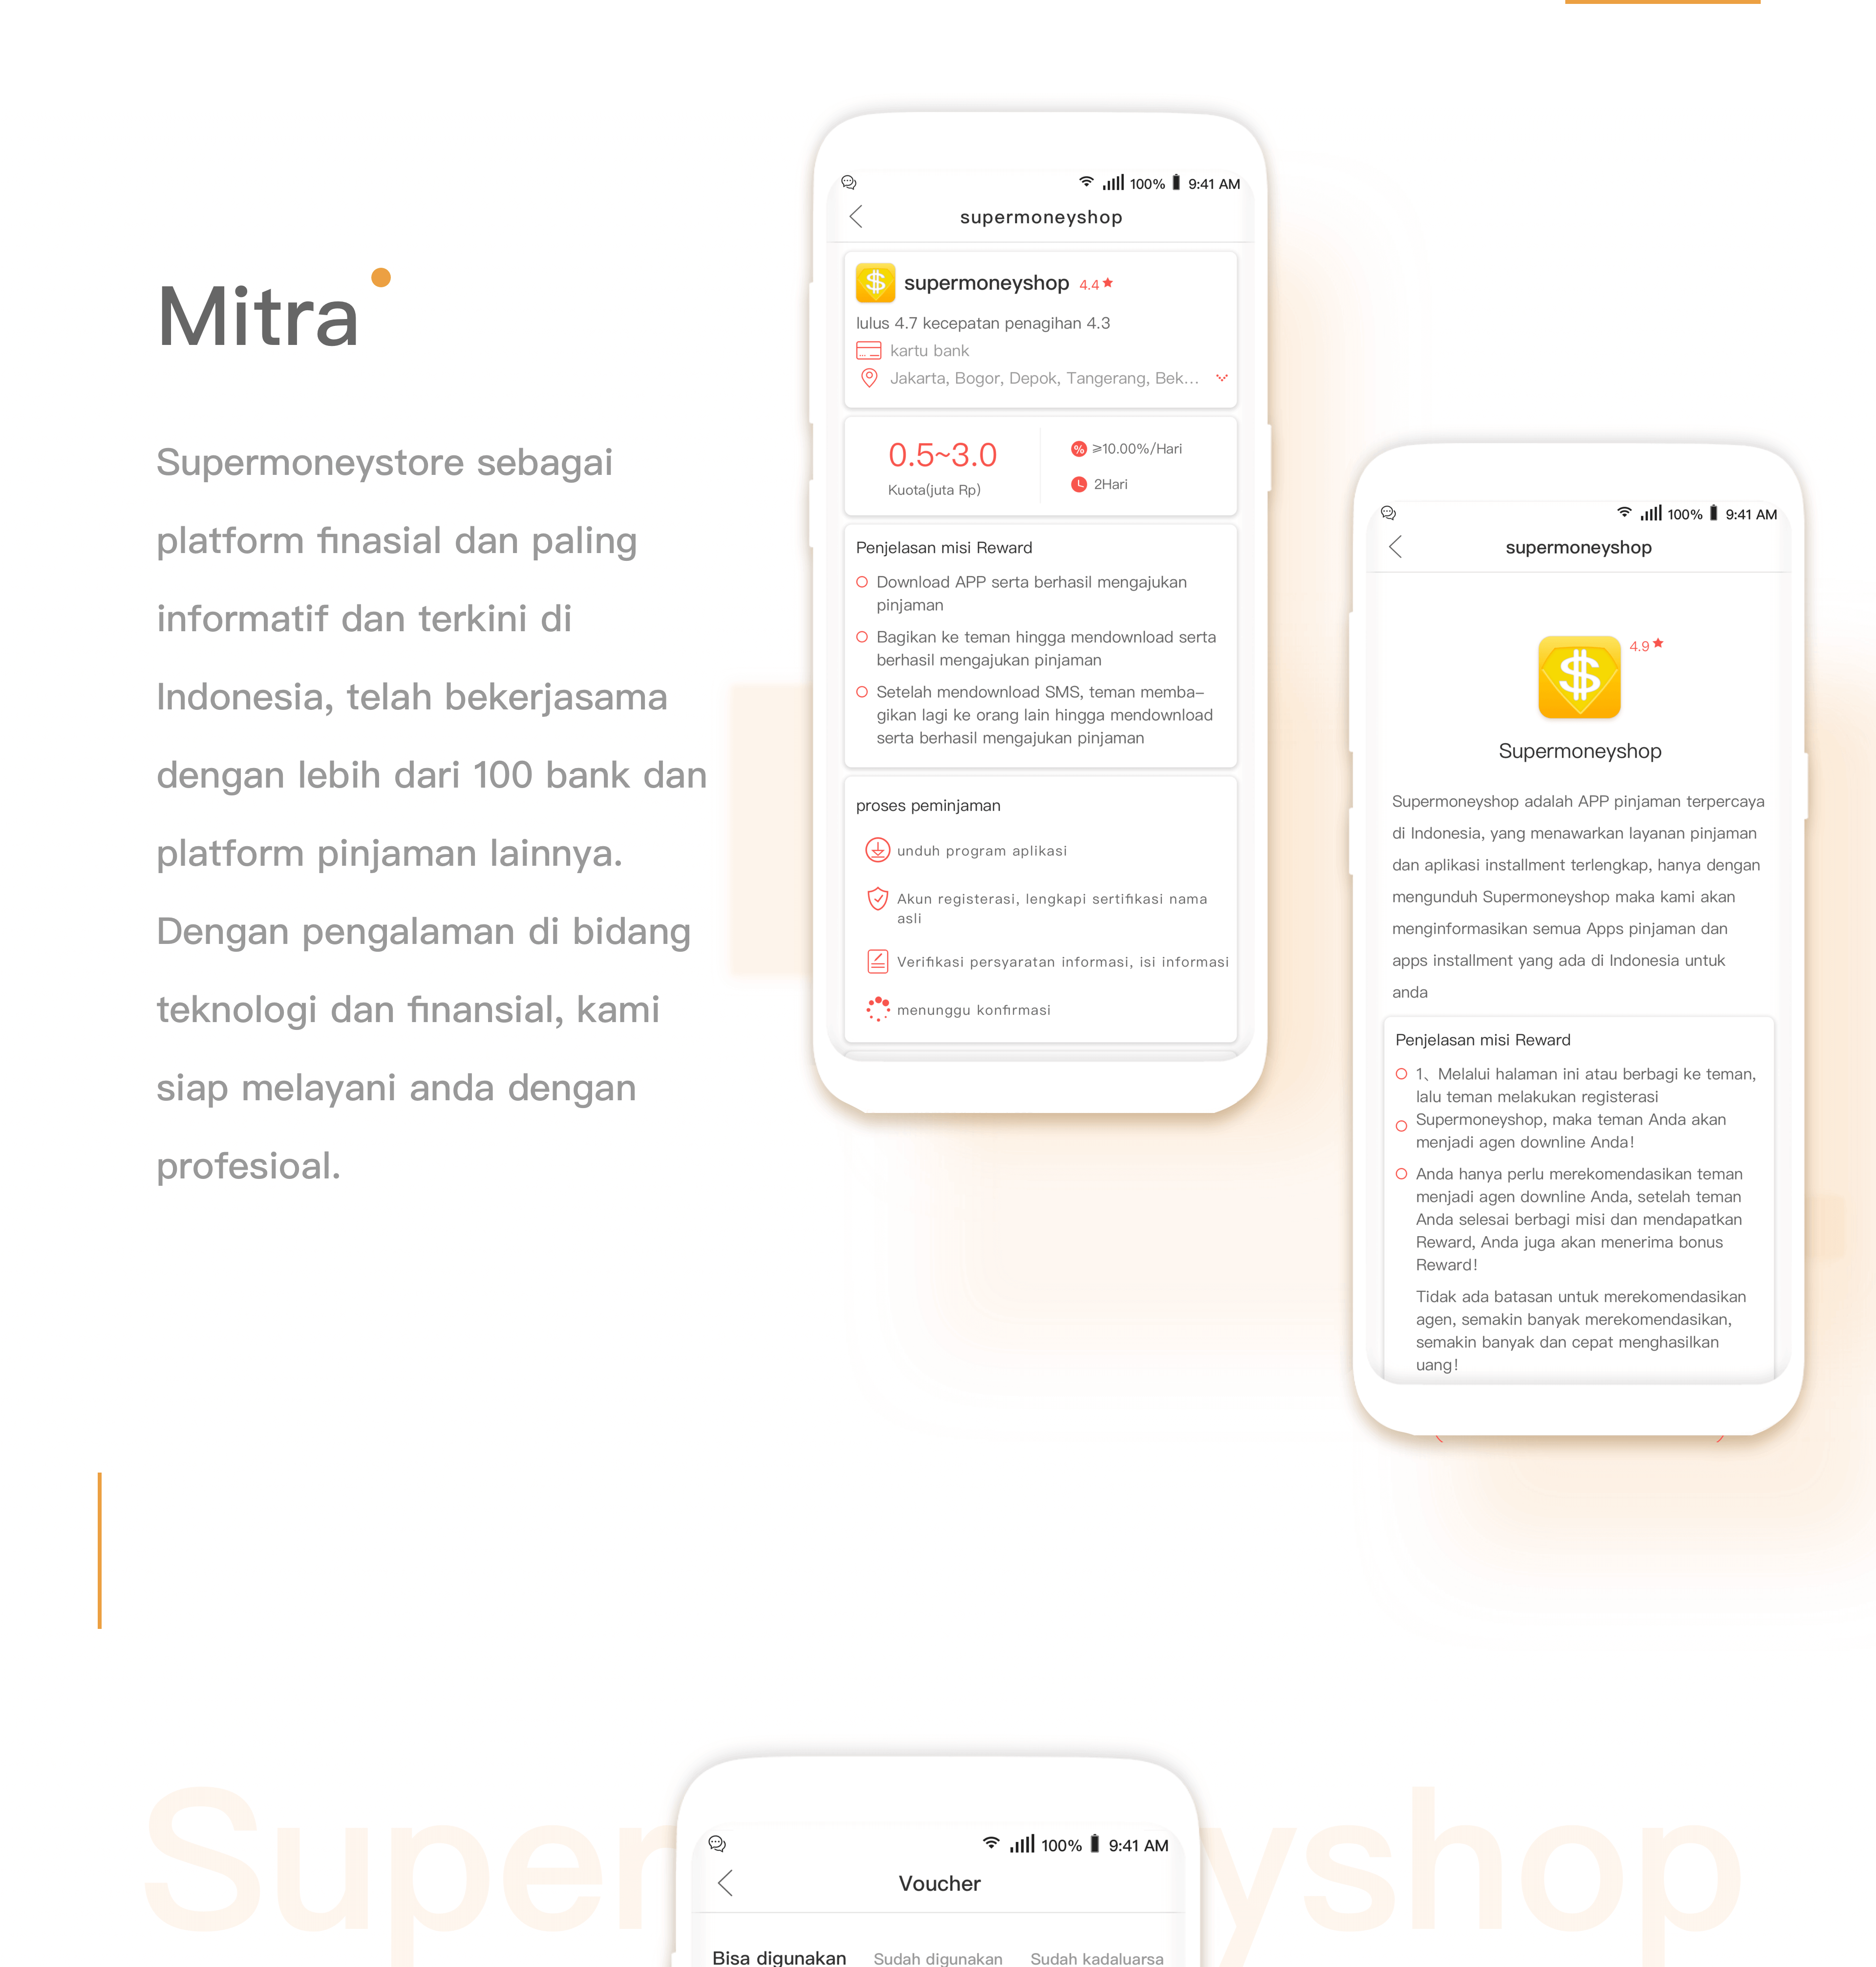 Mitra
Supermoneystore sebagai
platform finasial dan paling
informatif dan terkini di
Indonesia, telah bekerjasama
dengan lebih dari 100 bank dan
platform pinjaman lainnya.
Dengan pengalaman di bidang
teknologi dan finansial, kami
siap melayani anda dengan
profesioal.
100% 9:41 AM
supermoneyshop
supermoneyshop 4.4
lulus 4.7 kecepatan penagihan 4.3
kartu bank
Jakarta, Bogor, Depok, Tangerang, Bek...
0.5~3.0
Kuota(juta Rp)
% ≥10.00%/Hari
2Hari
Penjelasan misi Reward
Download APP serta berhasil mengajukan
pinjaman
Bagikan ke teman hingga mendownload serta
berhasil mengajukan pinjaman
Setelah mendownload SMS, teman memba–
gikan lagi ke orang lain hingga mendownload
serta berhasil mengajukan pinjaman
proses peminjaman
unduh program aplikasi
Akun registerasi, lengkapi sertifikasi nama
asli
Verifikasi persyaratan informasi, isi informasi
menunggu konfirmasi
100% 9:41 AM
supermoneyshop
4.9
Supermoneyshop
Supermoneyshop adalah APP pinjaman terpercaya
di Indonesia, yang menawarkan layanan pinjaman
dan aplikasi installment terlengkap, hanya dengan
mengunduh Supermoneyshop maka kami akan
menginformasikan semua Apps pinjaman dan
apps installment yang ada di Indonesia untuk
anda
Penjelasan misi Reward
1、Melalui halaman ini atau berbagi ke teman,
lalu teman melakukan registerasi
Supermoneyshop, maka teman Anda akan
menjadi agen downline Anda!
Anda hanya perlu merekomendasikan teman
menjadi agen downline Anda, setelah teman
Anda selesai berbagi misi dan mendapatkan
Reward, Anda juga akan menerima bonus
Reward!
Tidak ada batasan untuk merekomendasikan
agen, semakin banyak merekomendasikan,
semakin banyak dan cepat menghasilkan
uang!
Super yshop
100% 9:41 AM
Voucher
Bisa digunakan Sudah digunakan Sudah kadaluarsa